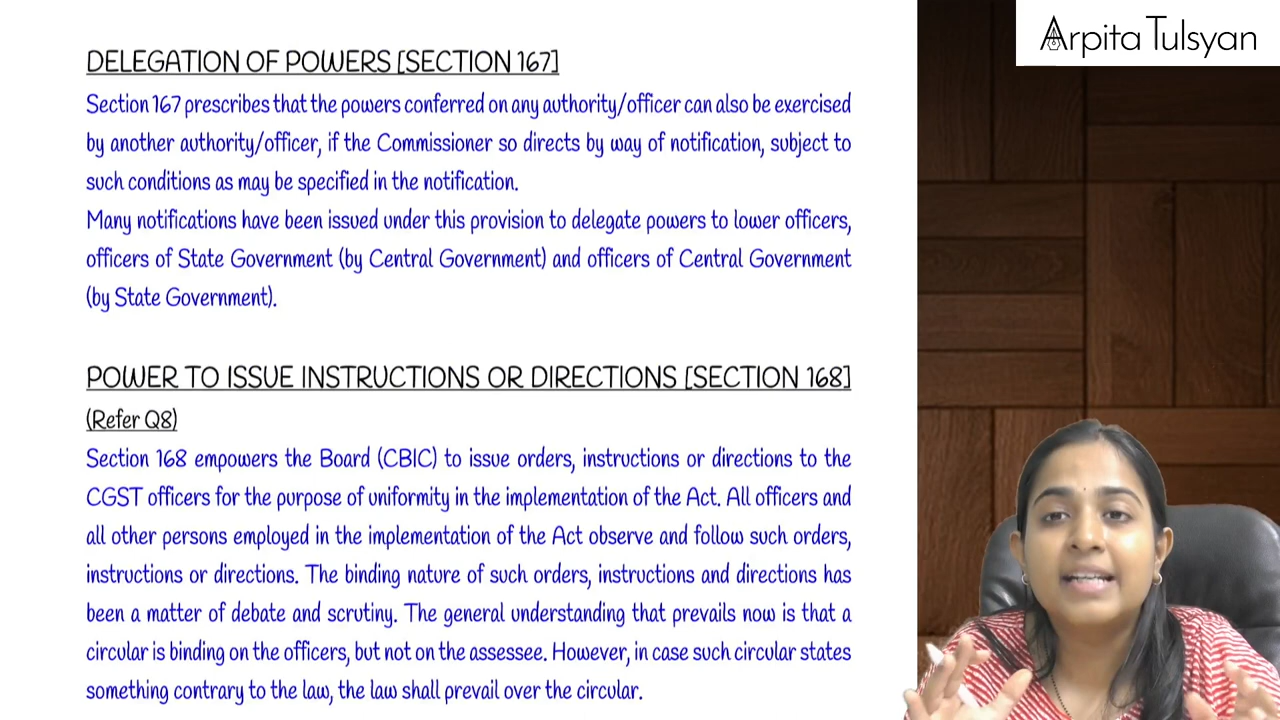 Arpita Tulsyan
DELEGATION OF POWERS [SECTION 167]
Section 167 prescribes that the powers conferred on any authority/officer can also be exercised
by another authority/officer, if the Commissioner so directs by way of notification, subject to
such conditions as may be specified in the notification.
Many notifications have been issued under this provision to delegate powers to lower officers,
officers of State Government (by Central Government) and officers of Central Government
(by State Government).
POWER TO ISSUE INSTRUCTIONS OR DIRECTIONS [SECTION 168]
(Refer Q8)
Section 168 empowers the Board (CBIC) to issue orders, instructions or directions to the
CGST officers for the purpose of uniformity in the implementation of the Act. All officers and
all other persons employed in the implementation of the Act observe and follow such orders,
instructions or directions. The binding nature of such orders, instructions and directions has
been a matter of debate and scrutiny. The general understanding that prevails now is that a
circular is binding on the officers, but not on the assessee. However, in case such circular states
something contrary to the law, the law shall prevail over the circular.